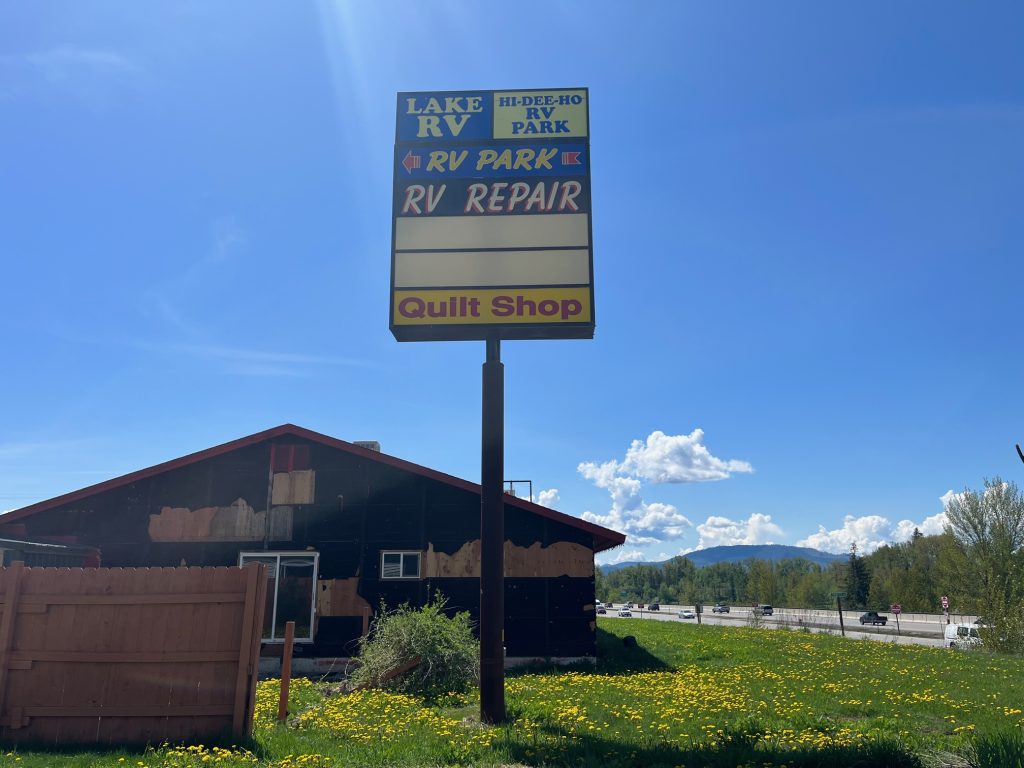 LAKE
RV
HI-DEE-HO
RV
PARK
RV PARK
RV REPAIR
Quilt Shop